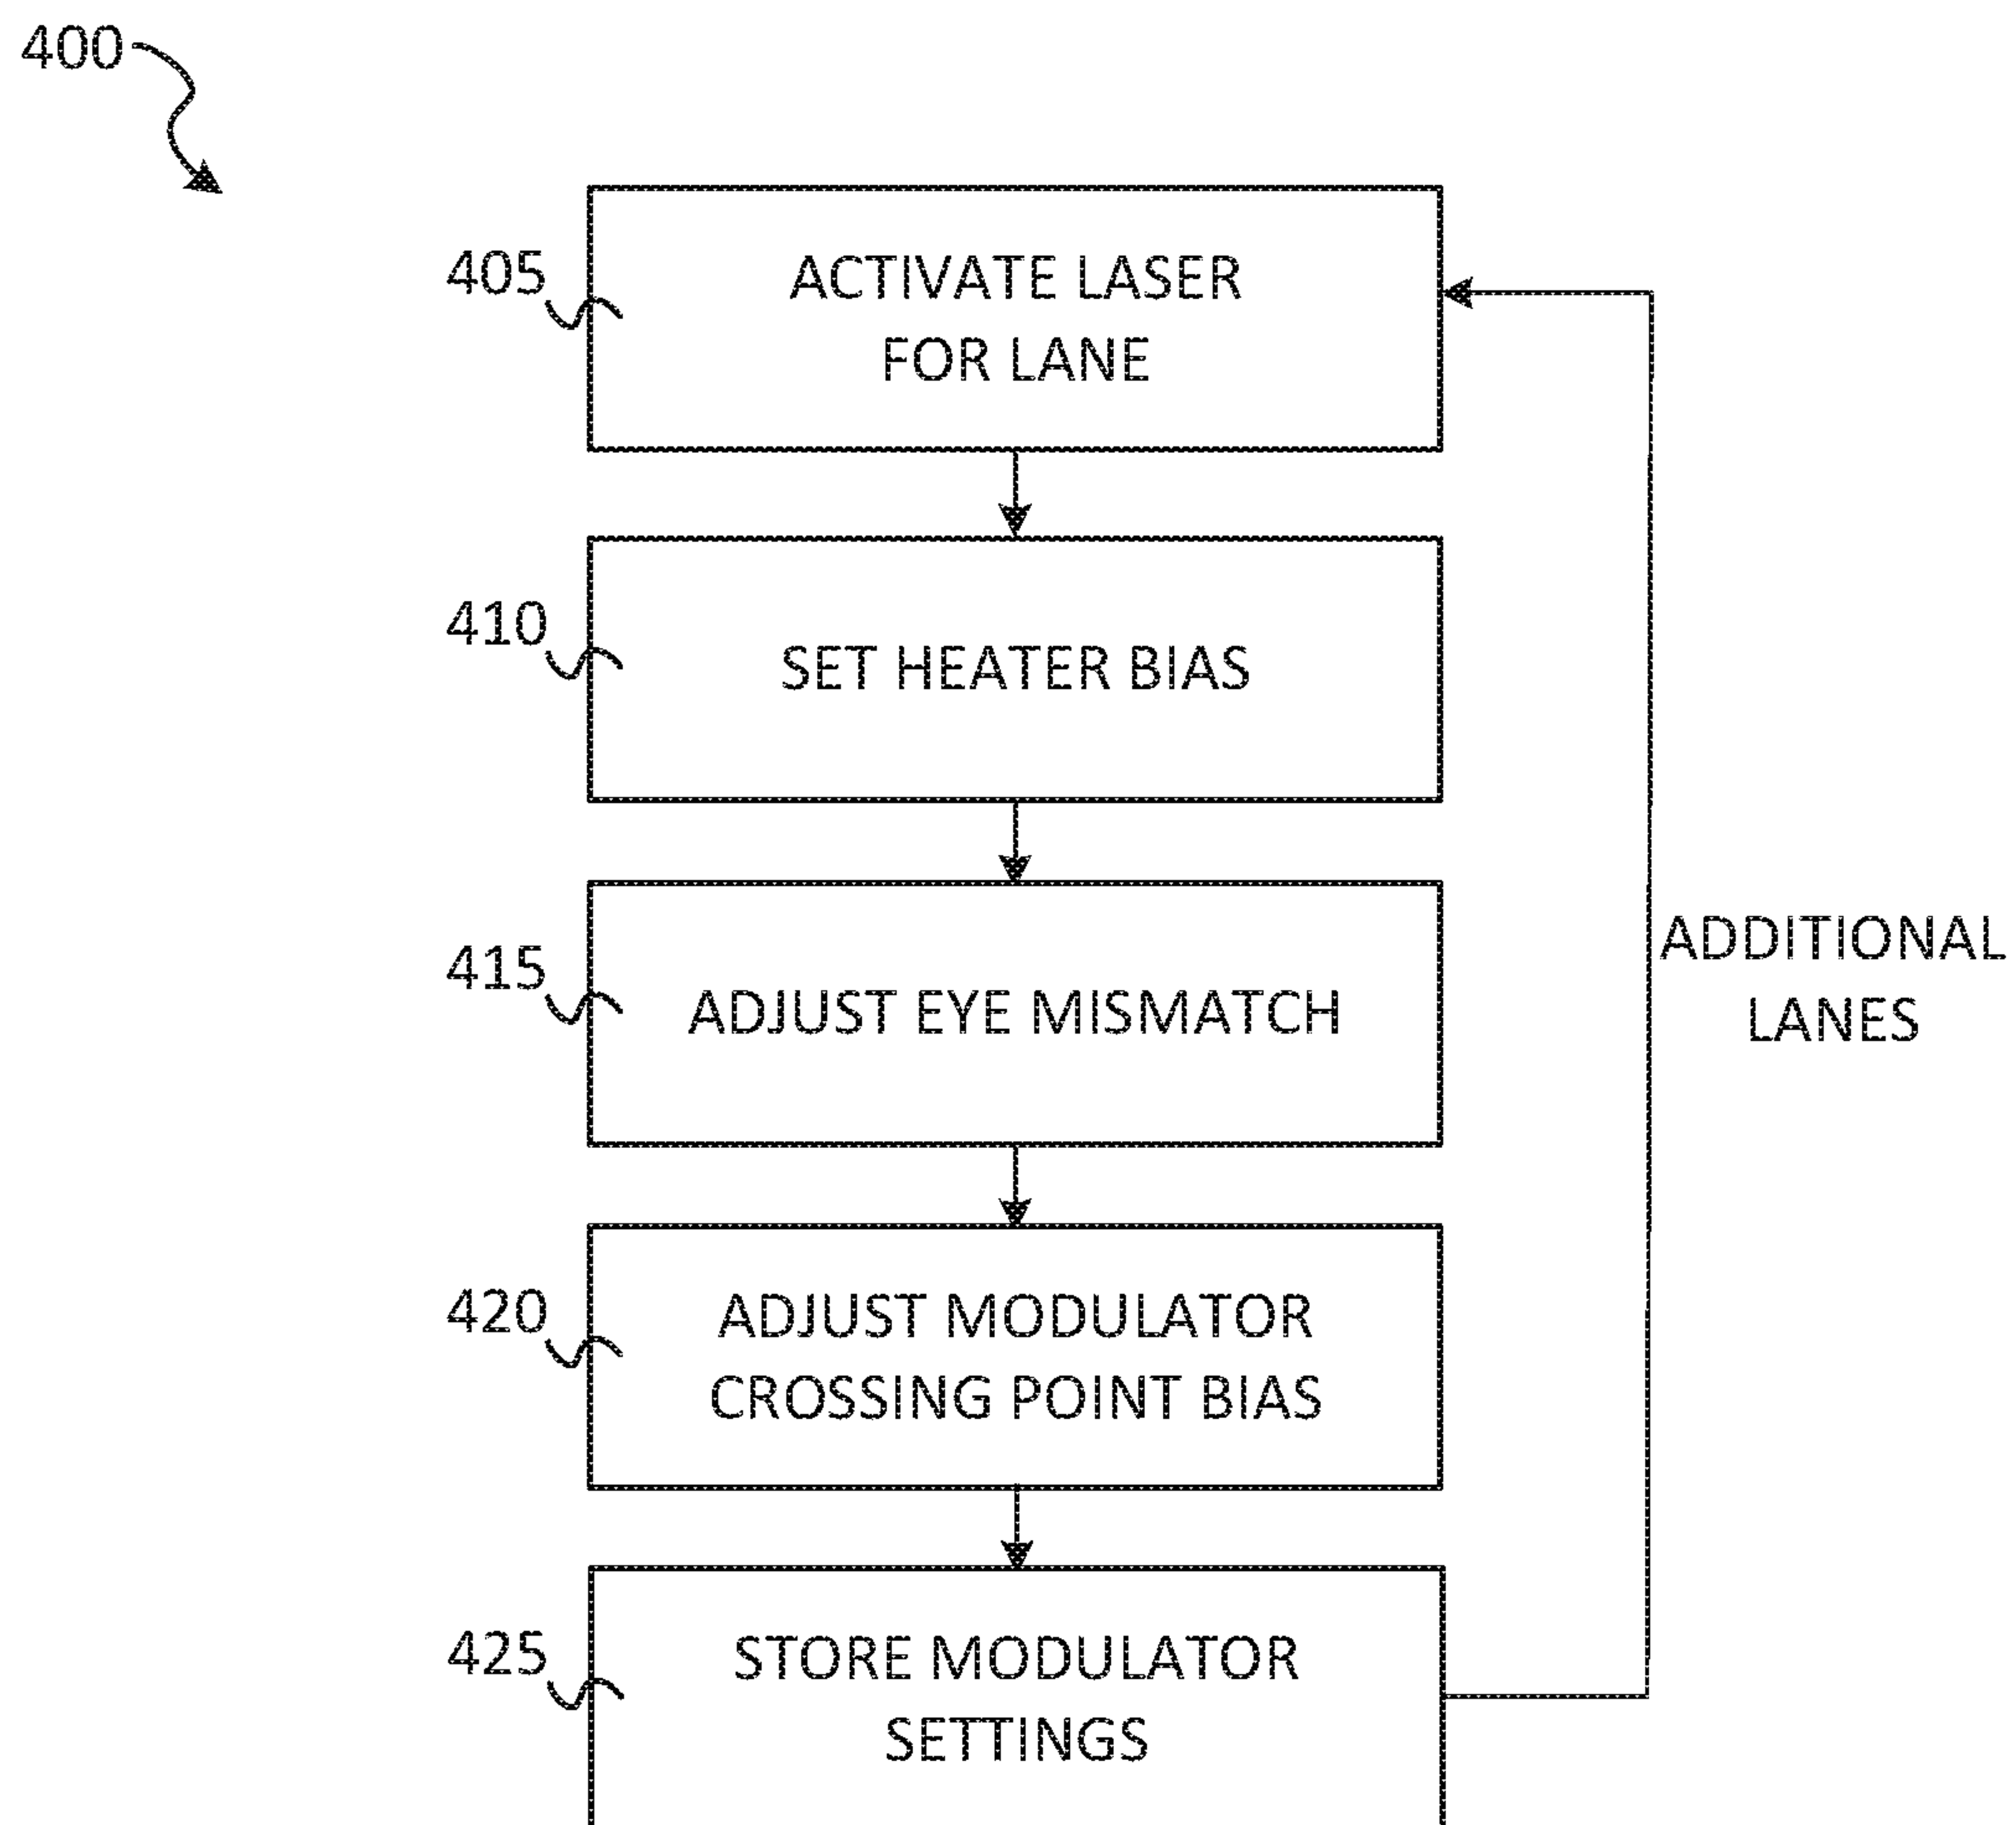 400
405
ACTIVATE LASER
FOR LANE
410
SET HEATER BIAS
415
ADJUST EYE MISMATCH
ADDITIONAL
LANES
420
ADJUST MODULATOR
CROSSING POINT BIAS
425
STORE MODULATOR
SETTINGS